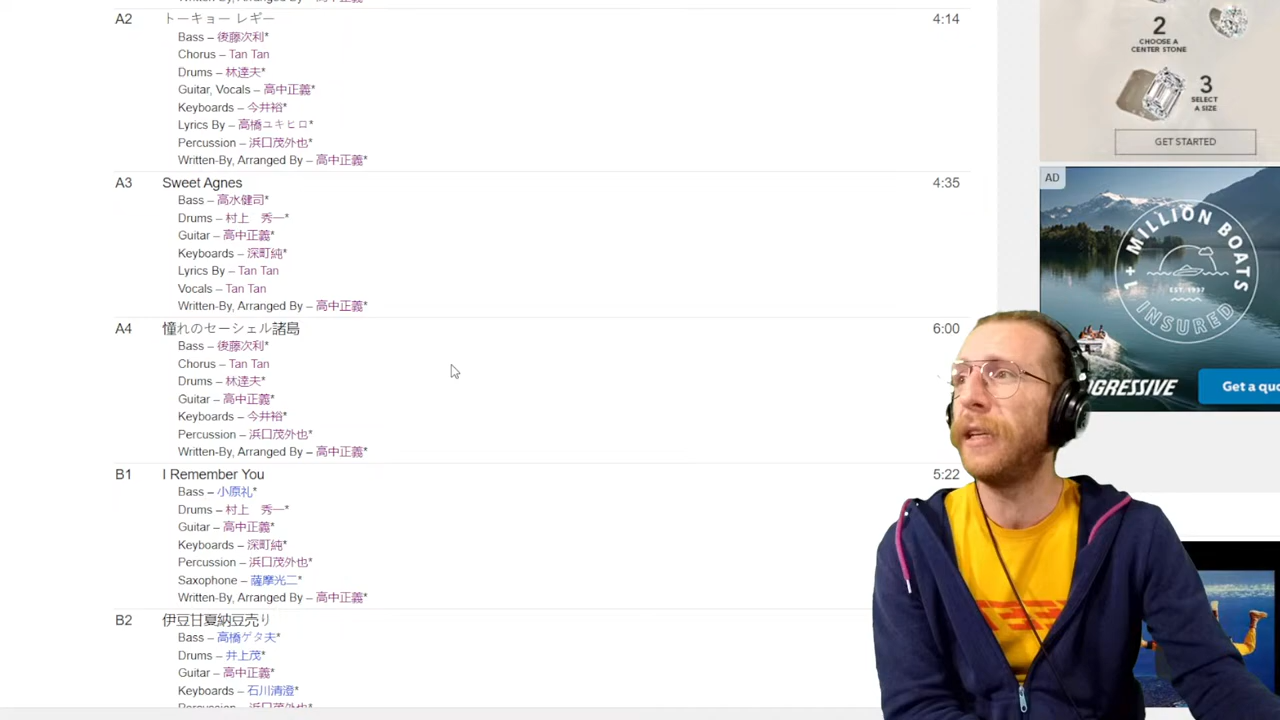 A2 トーキョー レギー 4:14
Bass – 後藤次利*
Chorus – Tan Tan
Drums – 林達夫*
Guitar, Vocals – 高中正義*
Keyboards – 今井裕*
Lyrics By – 高橋ユキヒロ*
Percussion – 浜口茂外也*
Written-By, Arranged By – 高中正義*
A3 Sweet Agnes 4:35
Bass – 高水健司*
Drums – 村上 秀一*
Guitar – 高中正義*
Keyboards – 深町純*
Lyrics By – Tan Tan
Vocals – Tan Tan
Written-By, Arranged By – 高中正義*
A4 憧れのセーシェル諸島 6:00
Bass – 後藤次利*
Chorus – Tan Tan
Drums – 林達夫*
Guitar – 高中正義*
Keyboards – 今井裕*
Percussion – 浜口茂外也*
Written-By, Arranged By – 高中正義*
B1 I Remember You 5:22
Bass – 小原礼*
Drums – 村上 秀一*
Guitar – 高中正義*
Keyboards – 深町純*
Percussion – 浜口茂外也*
Saxophone – 薩摩光二*
Written-By, Arranged By – 高中正義*
B2 伊豆甘夏納豆売り
Bass – 高橋ゲタ夫*
Drums – 井上茂*
Guitar – 高中正義*
Keyboards – 石川清澄*
2
CHOOSE A
CENTER STONE
3
SELECT
A SIZE
GET STARTED
AD
1+ MILLION BOATS
EST. 1997
INSURED
Get a